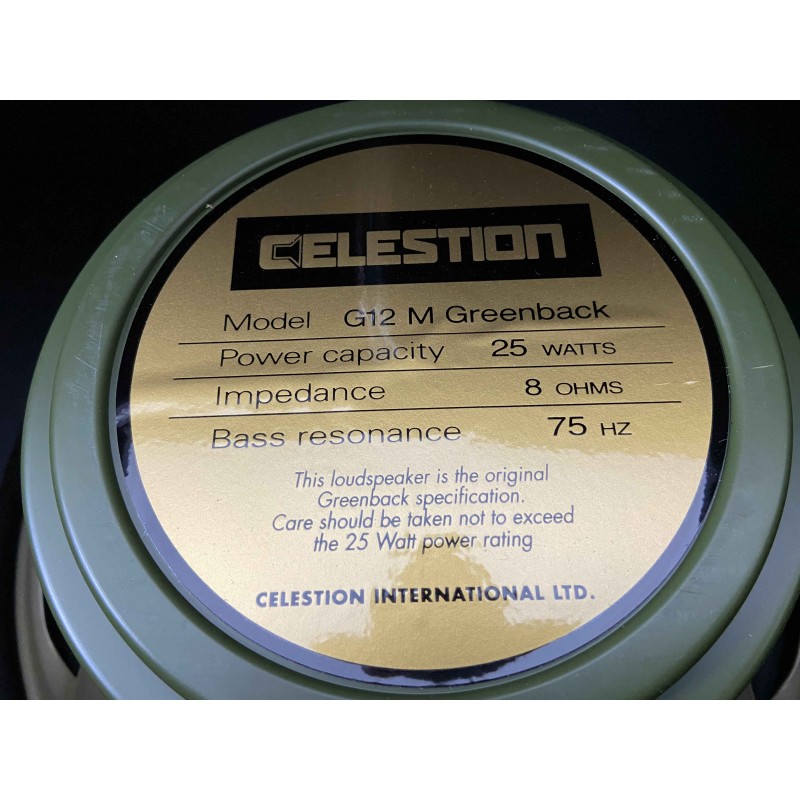 CELESTION
Model G12 M Greenback
Power capacity 25 WATTS
Impedance 8 OHMS
Bass resonance 75 HZ
This loudspeaker is the original
Greenback specification.
Care should be taken not to exceed
the 25 Watt power rating
CELESTION INTERNATIONAL LTD.